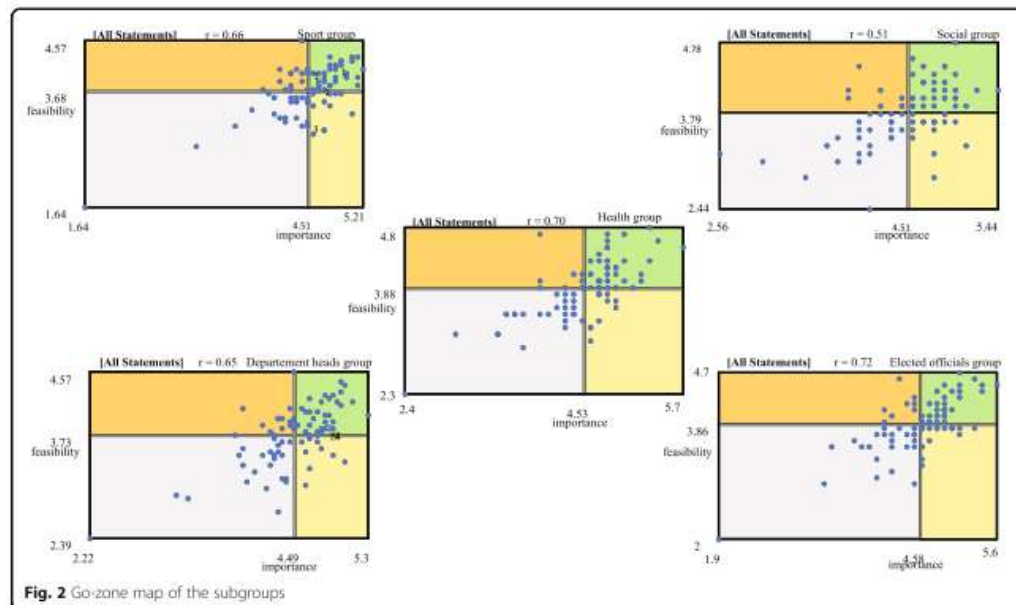 [All Statements] r = 0.66 Sport group
4.57
3.68
feasibility
1.64
1.64
4.51
5.21
importance
[All Statements] r = 0.51 Social group
4.78
3.79
feasibility
2.44
2.56
4.51
5.44
importance
[All Statements] r = 0.70 Health group
4.8
3.88
feasibility
2.3
2.4
4.53
5.7
importance
[All Statements] r = 0.65 Departement heads group
4.57
3.73
feasibility
2.39
2.22
4.49
5.3
importance
[All Statements] r = 0.72 Elected officials group
4.7
3.86
feasibility
2
1.9
4.58
5.6
importance
Fig. 2 Go-zone map of the subgroups